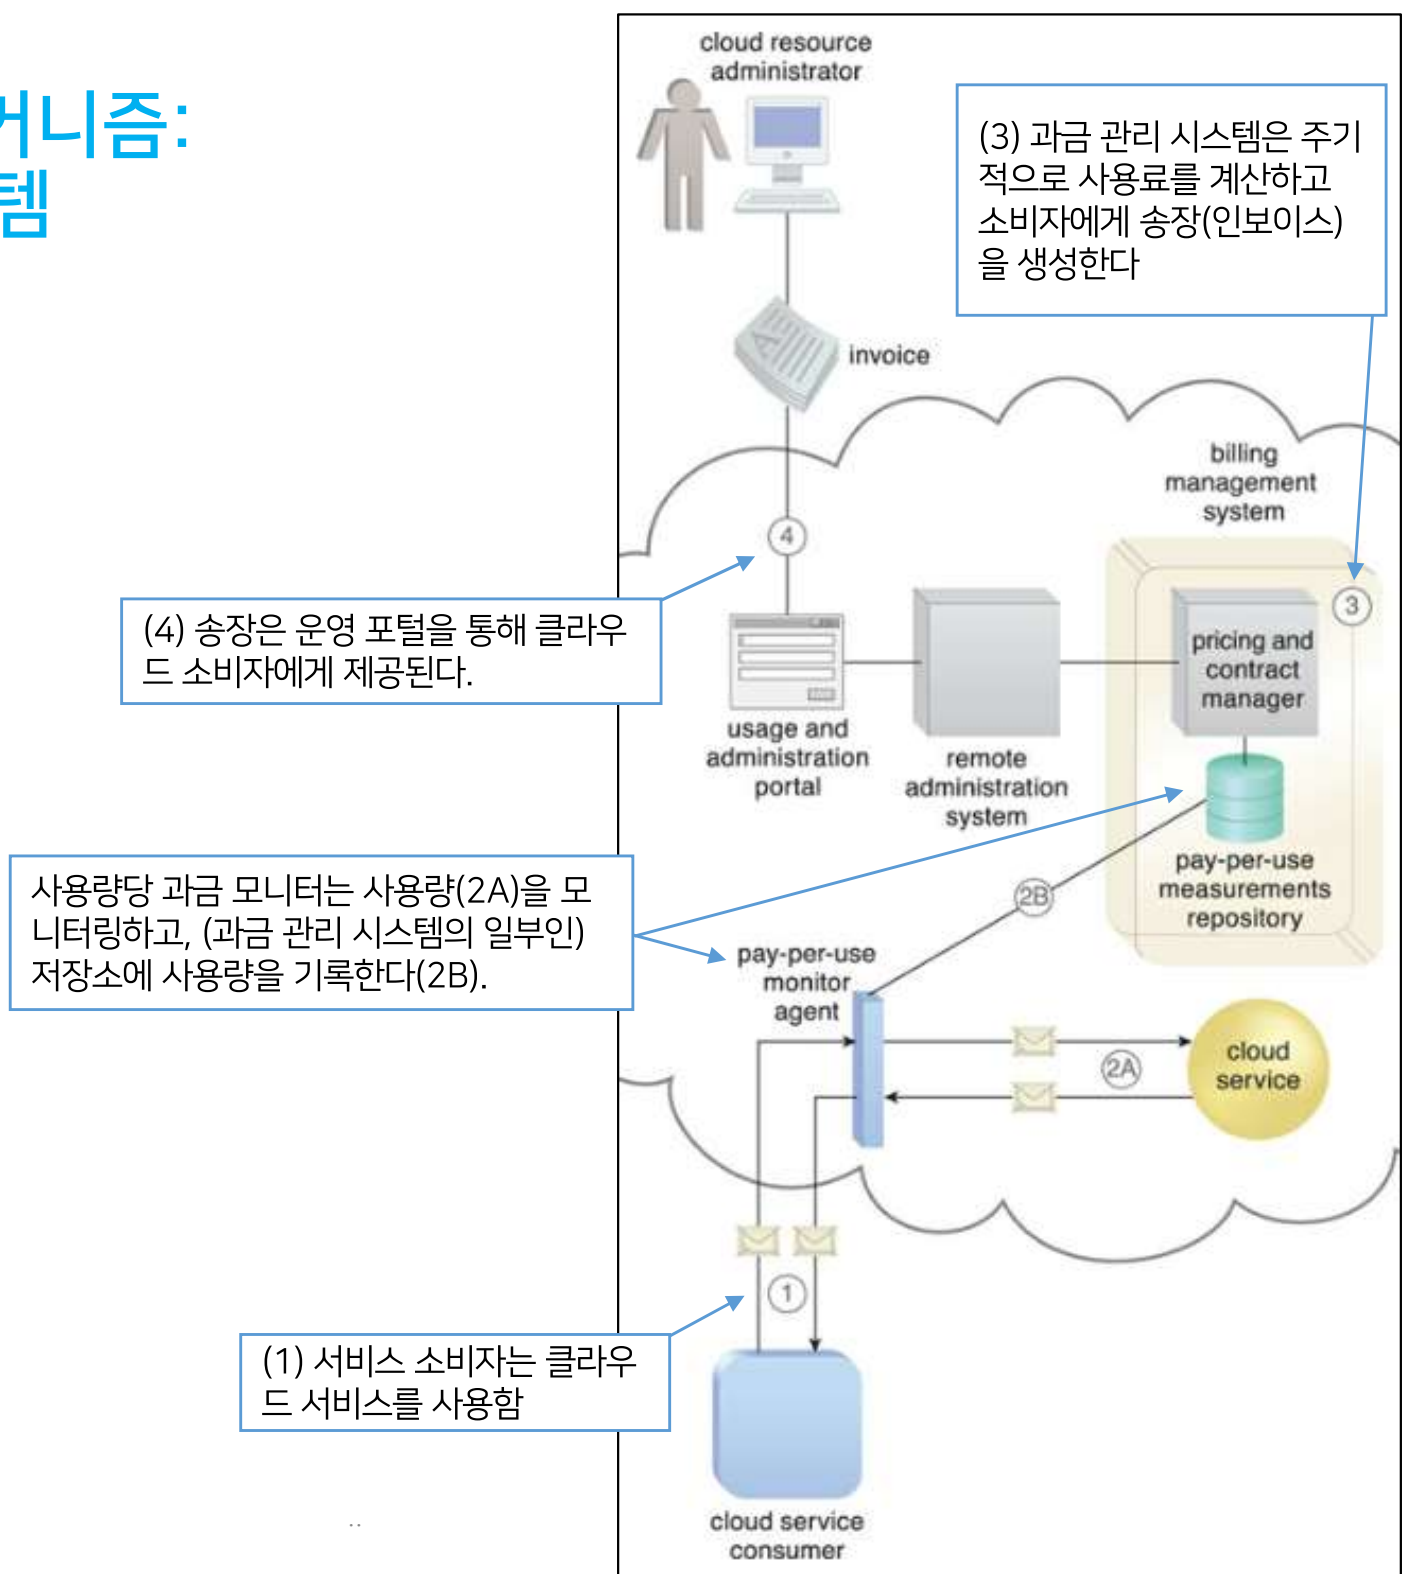 커니즘:
템
cloud resource
administrator
(3) 과금 관리 시스템은 주기
적으로 사용료를 계산하고
소비자에게 송장(인보이스)
을 생성한다
invoice
billing
management
system
4
3
(4) 송장은 운영 포털을 통해 클라우
드 소비자에게 제공된다.
pricing and
contract
manager
usage and
administration
portal
remote
administration
system
pay-per-use
measurements
repository
사용량당 과금 모니터는 사용량(2A)을 모
니터링하고, (과금 관리 시스템의 일부인)
저장소에 사용량을 기록한다(2B).
2B
pay-per-use
monitor
agent
2A
cloud
service
1
(1) 서비스 소비자는 클라우
드 서비스를 사용함
cloud service
consumer
..